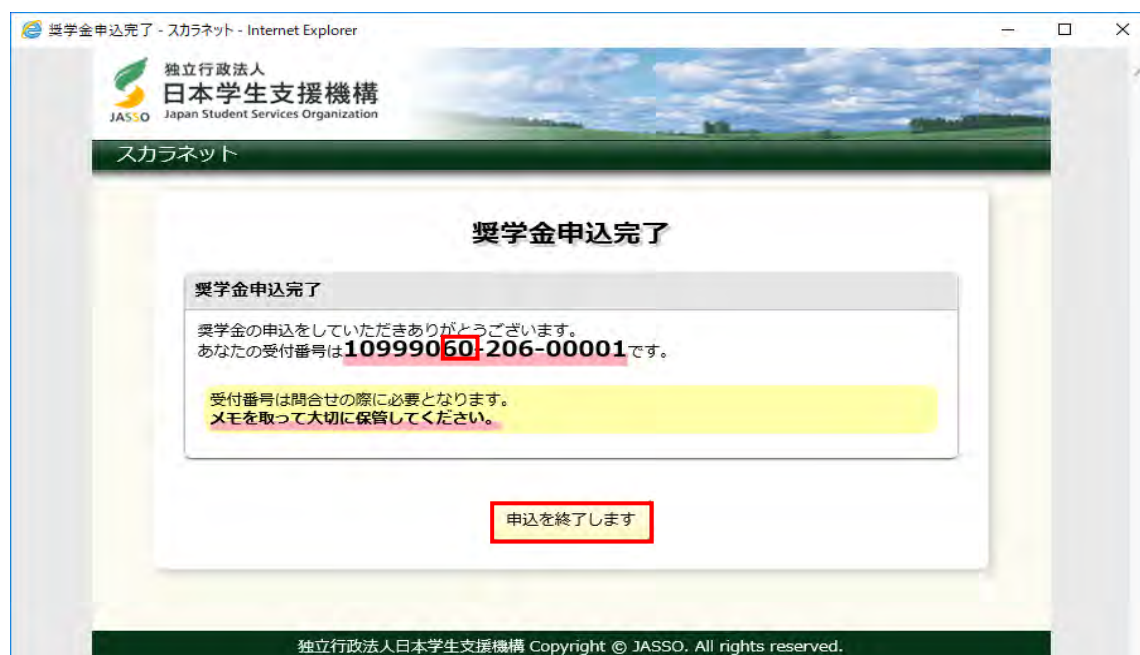 奨学金申込完了 - スカラネット - Internet Explorer
独立行政法人
日本学生支援機構
JASSO Japan Student Services Organization
スカラネット
奨学金申込完了
奨学金申込完了
奨学金の申込をしていただきありがとうございます。
あなたの受付番号は10999060-206-00001です。
受付番号は問合せの際に必要となります。
メモを取って大切に保管してください。
申込を終了します
独立行政法人日本学生支援機構 Copyright © JASSO. All rights reserved.